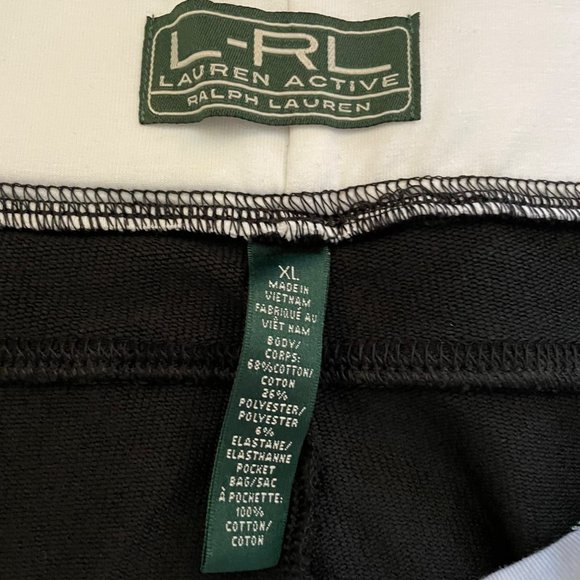 L-RL
LAUREN ACTIVE
RALPH LAUREN
XL
MADE IN
VIETNAM
FABRIQUÉ AU
VIÊT NAM
BODY/
CORPS:
68%COTTON/
COTON
26%
POLYESTER/
POLYESTER
6%
ELASTANE/
ELASTHANNE
POCKET
BAG/SAC
À POCHETTE:
100%
COTTON/
COTON